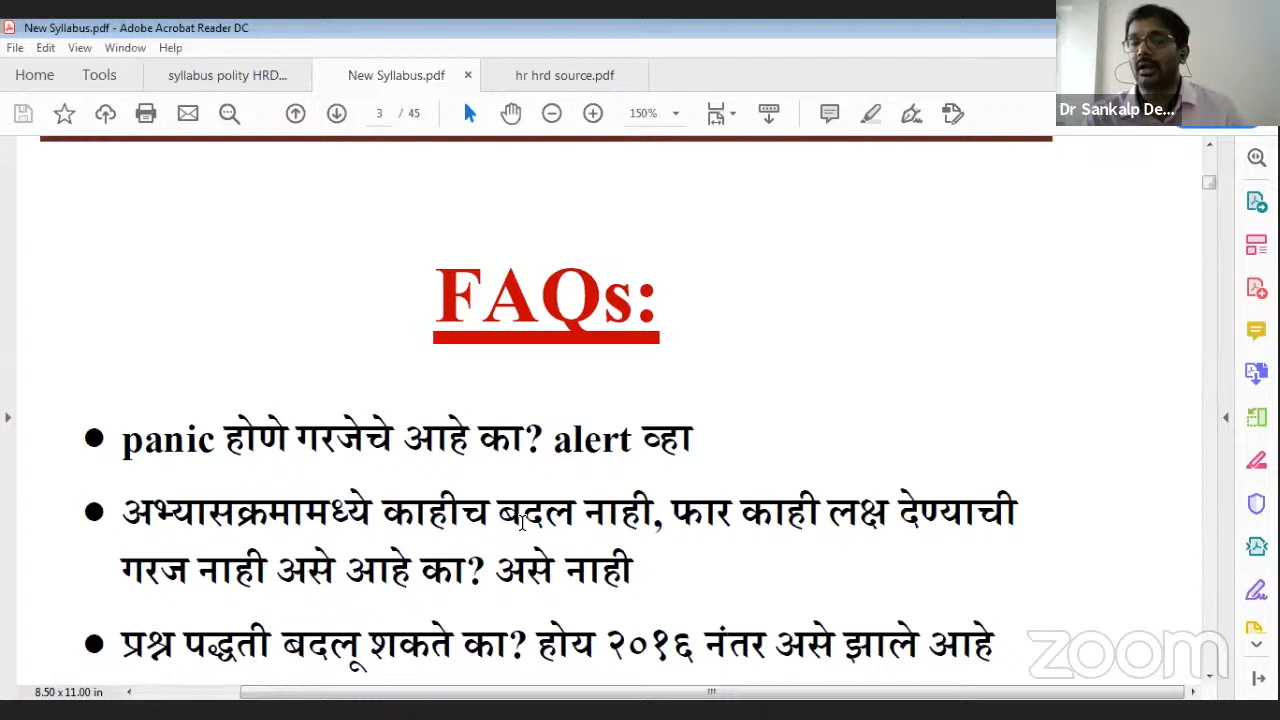 New Syllabus.pdf - Adobe Acrobat Reader DC
File Edit View Window Help
Home Tools syllabus polity HRD... New Syllabus.pdf × hr hrd source.pdf
3 / 45 150%
Dr Sankalp De...
FAQs:
● panic होणे गरजेचे आहे का? alert व्हा
● अभ्यासक्रमामध्ये काहीच बदल नाही, फार काही लक्ष देण्याची
गरज नाही असे आहे का? असे नाही
● प्रश्न पद्धती बदलू शकते का? होय २०१६ नंतर असे झाले आहे
zoom
8.50 x 11.00 in